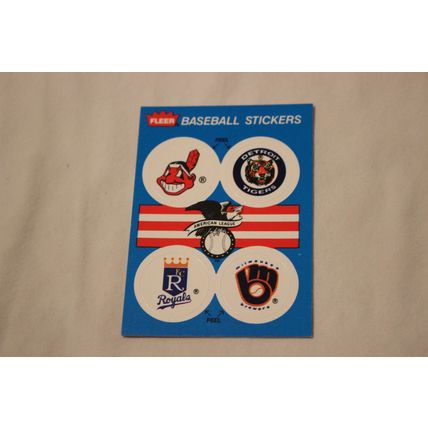 FLEER BASEBALL STICKERS
PEEL
®
DETROIT
TIGERS
AMERICAN LEAGUE
KC
R
Royals ®
milwaukee
brewers ®
PEEL